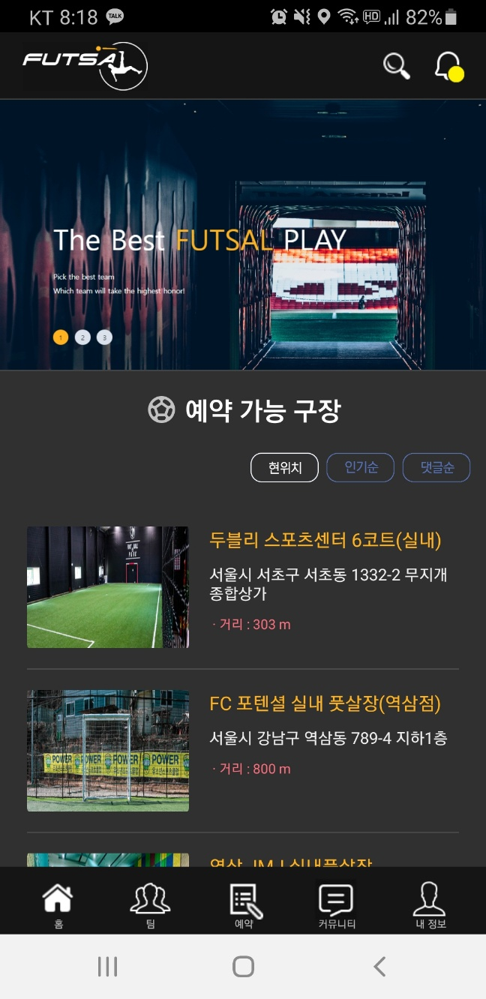 KT 8:18 TALK HD 82%
FUTSAL
The Best FUTSAL PLAY
Pick the best team
Which team will take the highest honor!
1 2 3
예약 가능 구장
현위치 인기순 댓글순
두블리 스포츠센터 6코트(실내)
서울시 서초구 서초동 1332-2 무지개
종합상가
· 거리 : 303 m
FC 포텐셜 실내 풋살장(역삼점)
서울시 강남구 역삼동 789-4 지하1층
· 거리 : 800 m
POWER POWER POWER POWER
홈 팀 예약 커뮤니티 내 정보